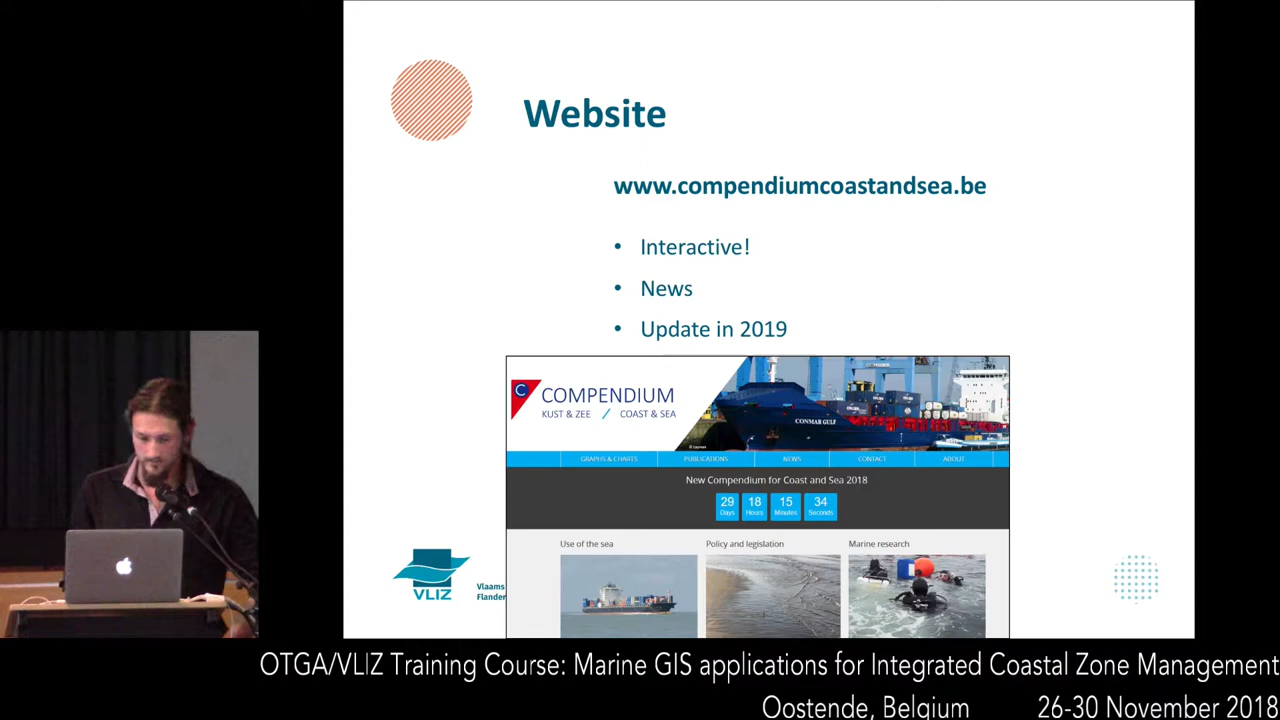 Website
www.compendiumcoastandsea.be
• Interactive!
• News
• Update in 2019
C COMPENDIUM
KUST & ZEE / COAST & SEA
CONMAR GULF
GRAPHS & CHARTS PUBLICATIONS NEWS CONTACT ABOUT
New Compendium for Coast and Sea 2018
29 18 15 34
Days Hours Minutes Seconds
Use of the sea Policy and legislation Marine research
VLIZ
Vlaams
Flander
OTGA/VLIZ Training Course: Marine GIS applications for Integrated Coastal Zone Management
Oostende, Belgium 26-30 November 2018